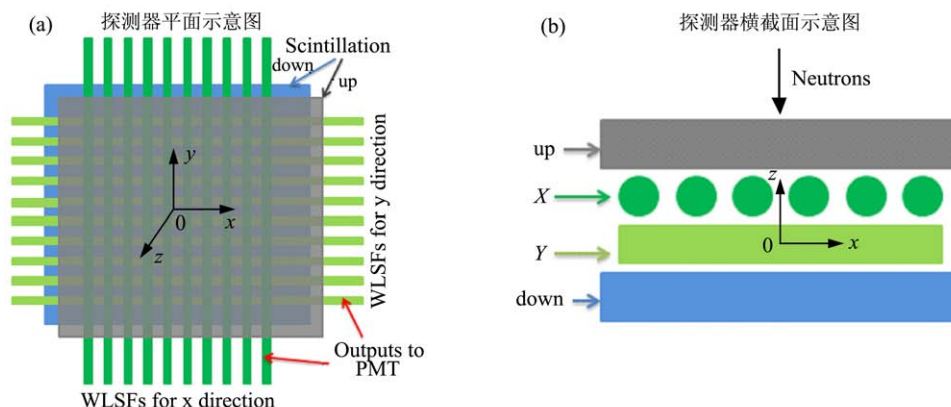 (a)
探测器平面示意图
Scintillation
down
up
y
x
0
z
WLSFs for y direction
Outputs to
PMT
WLSFs for x direction
(b)
探测器横截面示意图
Neutrons
up
X
z
Y
0
x
down